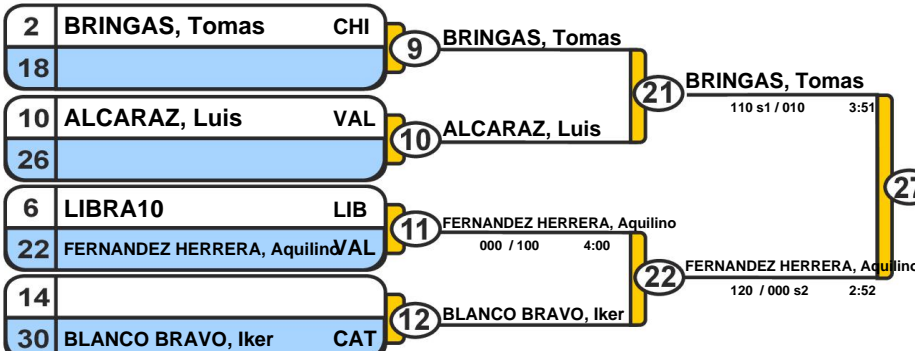 2 BRINGAS, Tomas CHI
18
9 BRINGAS, Tomas
10 ALCARAZ, Luis VAL
26
10 ALCARAZ, Luis
21 BRINGAS, Tomas
110 s1 / 010 3:51
6 LIBRA10 LIB
22 FERNANDEZ HERRERA, Aquilino VAL
11 FERNANDEZ HERRERA, Aquilino
000 / 100 4:00
14
30 BLANCO BRAVO, Iker CAT
12 BLANCO BRAVO, Iker
22 FERNANDEZ HERRERA, Aquilino
120 / 000 s2 2:52
27